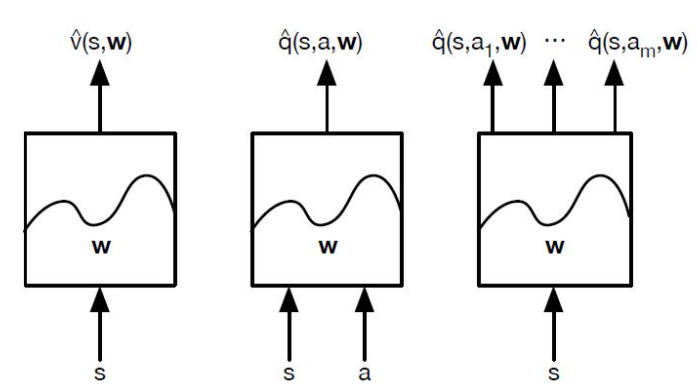 v̂(s,w) q̂(s,a,w) q̂(s,a₁,w) ··· q̂(s,aₘ,w)
w w w
s s a s